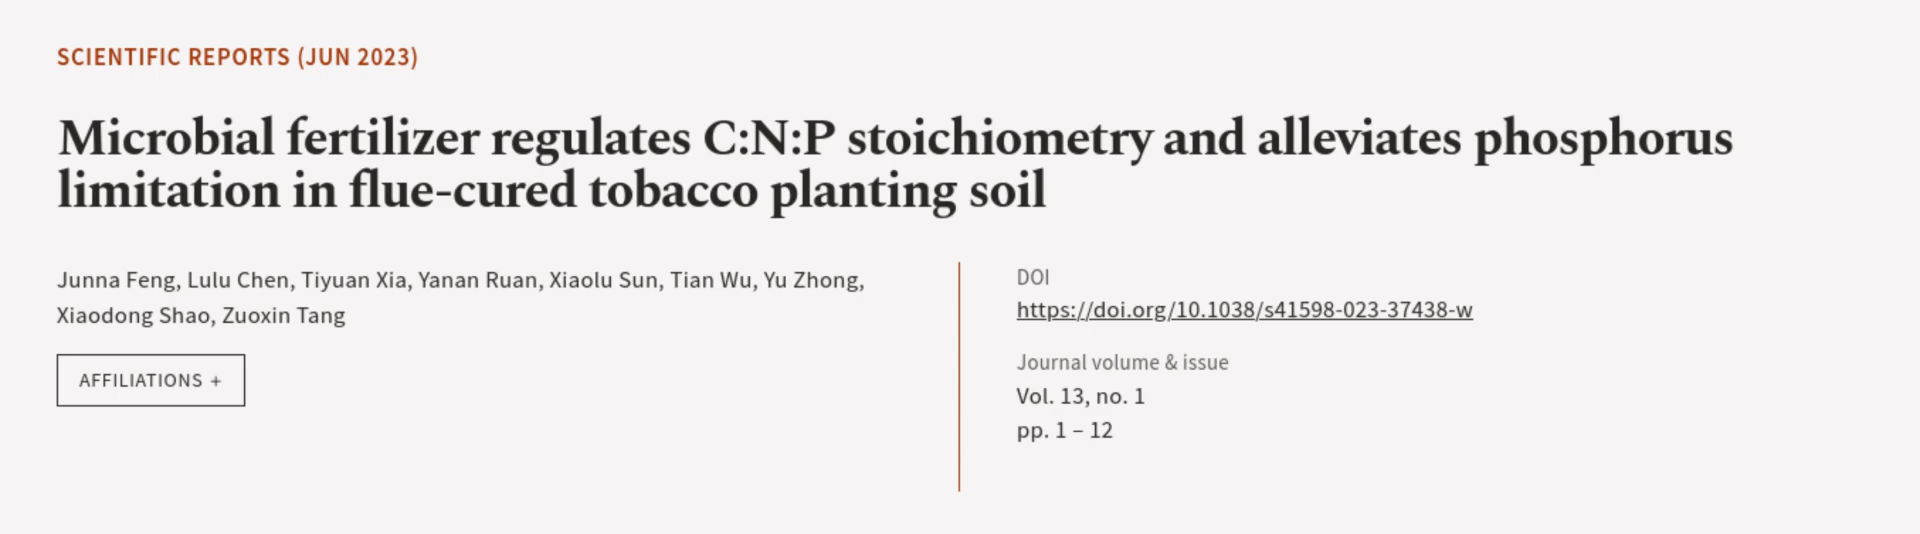 SCIENTIFIC REPORTS (JUN 2023)
Microbial fertilizer regulates C:N:P stoichiometry and alleviates phosphorus
limitation in flue-cured tobacco planting soil
Junna Feng, Lulu Chen, Tiyuan Xia, Yanan Ruan, Xiaolu Sun, Tian Wu, Yu Zhong,
Xiaodong Shao, Zuoxin Tang
AFFILIATIONS +
DOI
https://doi.org/10.1038/s41598-023-37438-w
Journal volume & issue
Vol. 13, no. 1
pp. 1 – 12